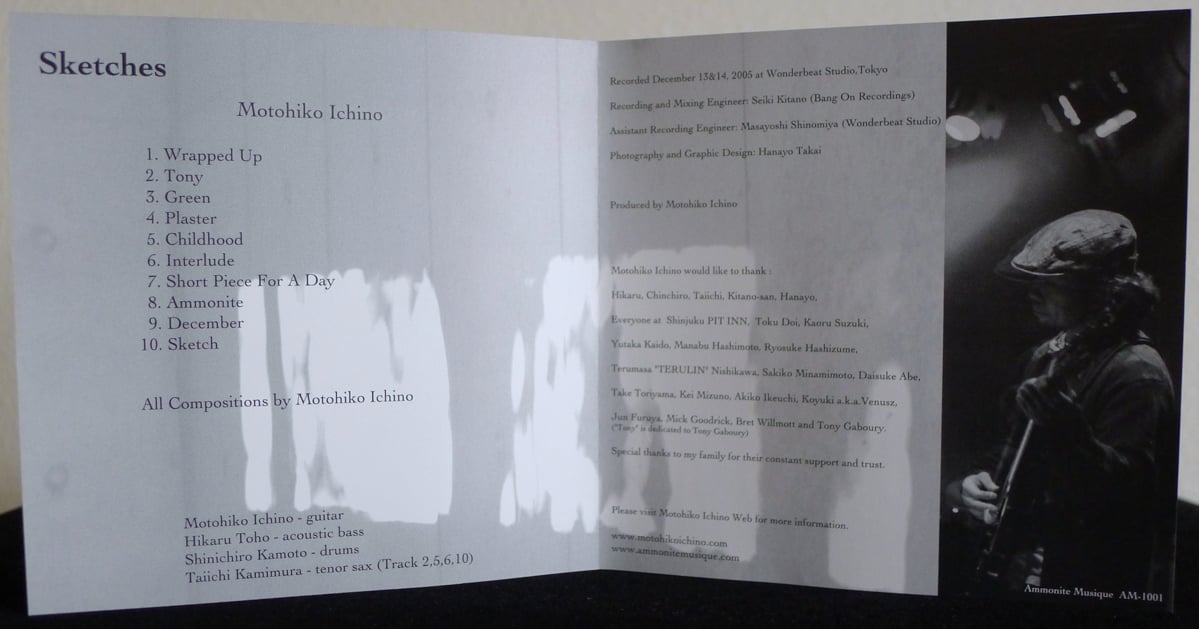 Sketches
Motohiko Ichino
1. Wrapped Up
2. Tony
3. Green
4. Plaster
5. Childhood
6. Interlude
7. Short Piece For A Day
8. Ammonite
9. December
10. Sketch
All Compositions by Motohiko Ichino
Motohiko Ichino - guitar
Hikaru Toho - acoustic bass
Shinichiro Kamoto - drums
Taiichi Kamimura - tenor sax (Track 2,5,6,10)
Recorded December 13&14, 2005 at Wonderbeat Studio,Tokyo
Recording and Mixing Engineer: Seiki Kitano (Bang On Recordings)
Assistant Recording Engineer: Masayoshi Shinomiya (Wonderbeat Studio)
Photography and Graphic Design: Hanayo Takai
Produced by Motohiko Ichino
Motohiko Ichino would like to thank :
Hikaru, Chinchiro, Taiichi, Kitano-san, Hanayo,
Everyone at Shinjuku PIT INN, Toku Doi, Kaoru Suzuki,
Yutaka Kaido, Manabu Hashimoto, Ryosuke Hashizume,
Terumasa "TERULIN" Nishikawa, Sakiko Minamimoto, Daisuke Abe,
Take Toriyama, Kei Mizuno, Akiko Ikeuchi, Koyuki a.k.a.Venusz,
Jun Furuya, Mick Goodrick, Bret Willmott and Tony Gaboury.
("Tony" is dedicated to Tony Gaboury)
Special thanks to my family for their constant support and trust.
Please visit Motohiko Ichino Web for more information.
www.motohikoichino.com
www.ammonitemusique.com
Ammonite Musique AM-1001